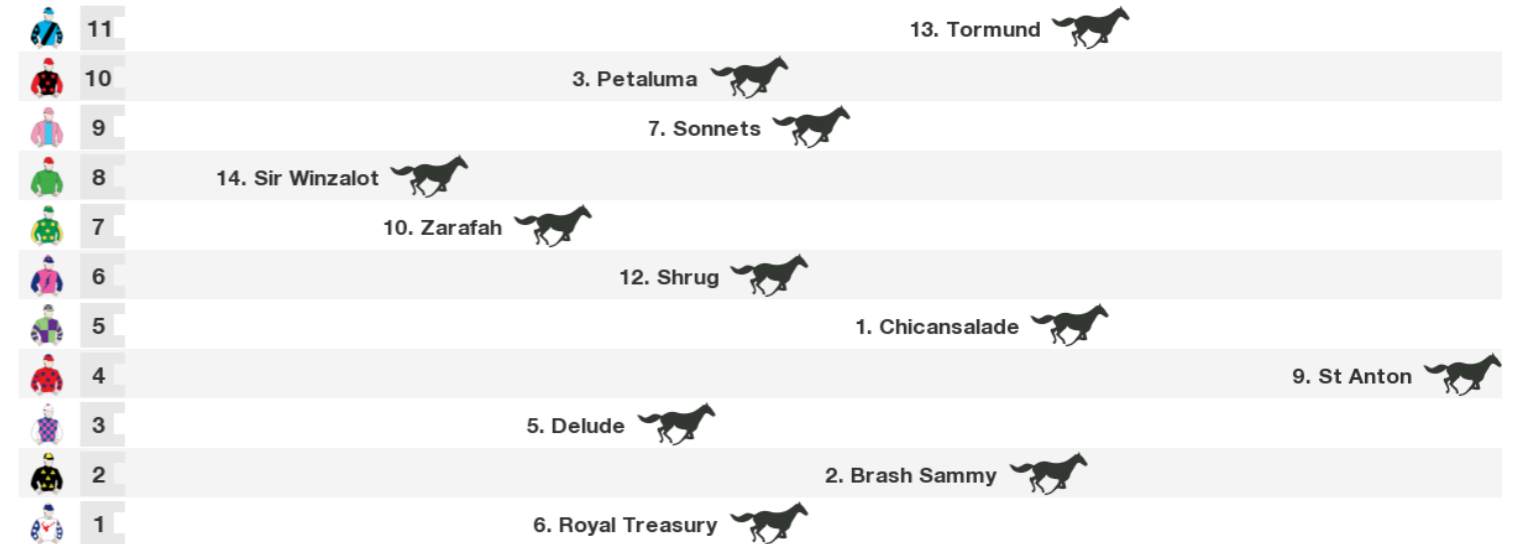 11 13. Tormund
10 3. Petaluma
9 7. Sonnets
8 14. Sir Winzalot
7 10. Zarafah
6 12. Shrug
5 1. Chicansalade
4 9. St Anton
3 5. Delude
2 2. Brash Sammy
1 6. Royal Treasury